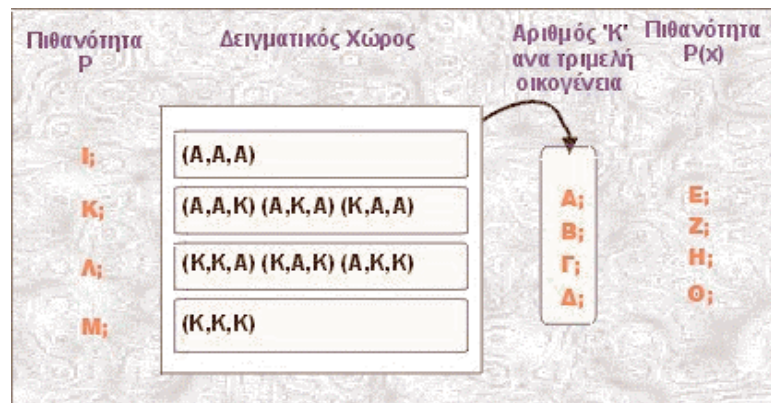 Πιθανότητα
P
Δειγματικός Χώρος
Αριθμός 'Κ'
ανα τριμελή
οικογένεια
Πιθανότητα
P(x)
Ι;
(Α,Α,Α)
Κ;
(Α,Α,Κ) (Α,Κ,Α) (Κ,Α,Α)
Λ;
(Κ,Κ,Α) (Κ,Α,Κ) (Α,Κ,Κ)
Μ;
(Κ,Κ,Κ)
Α;
Β;
Γ;
Δ;
Ε;
Ζ;
Η;
Θ;